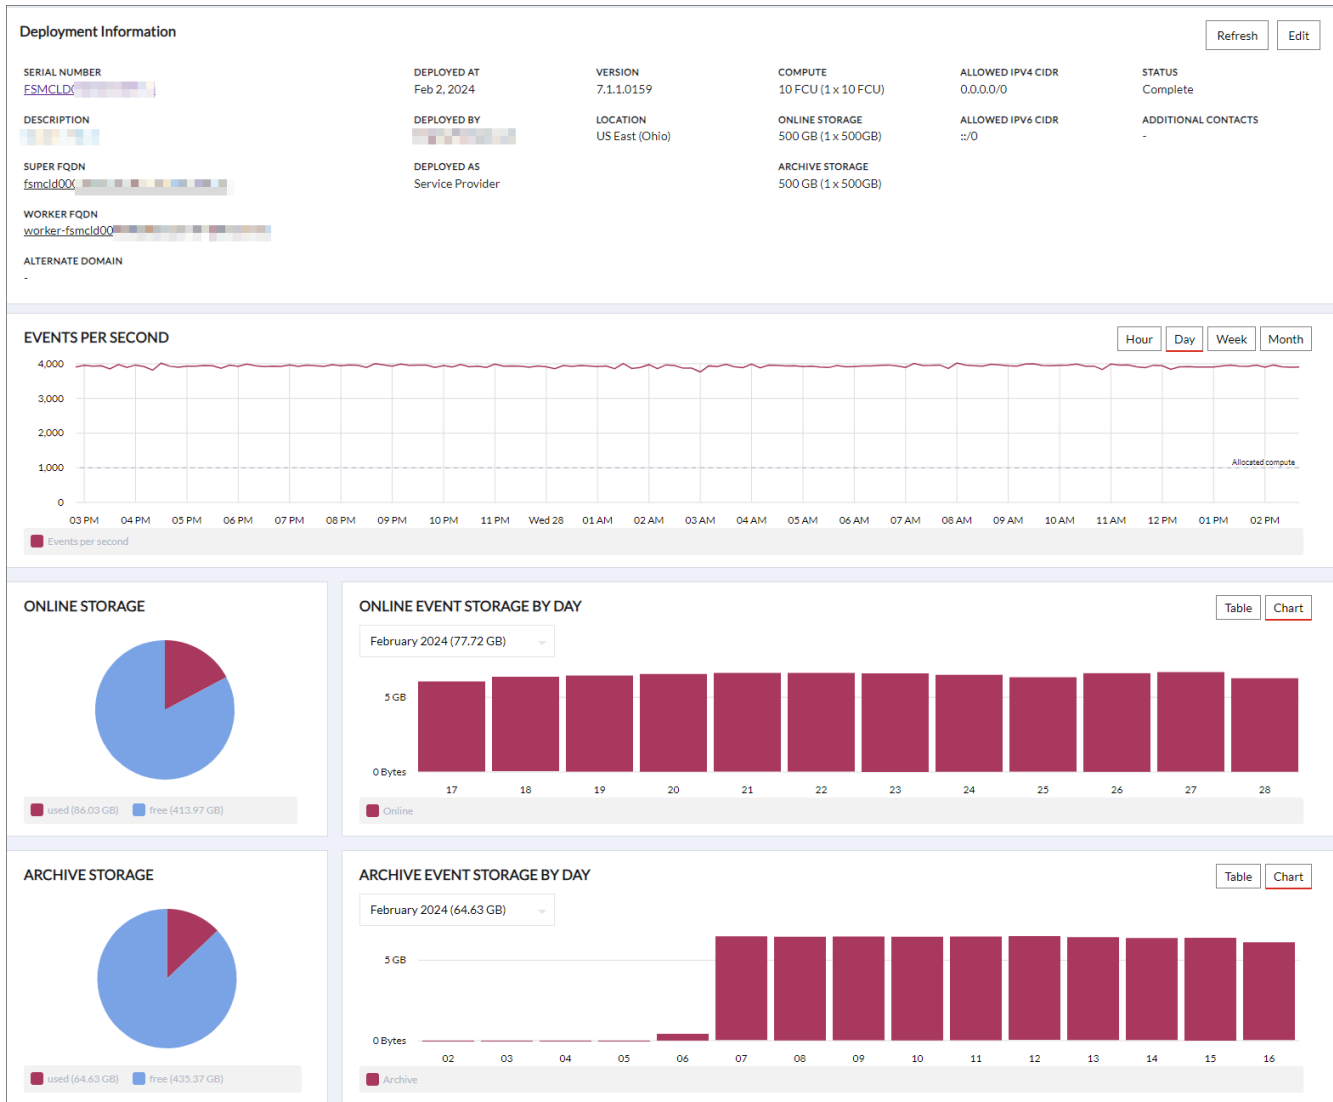 Deployment Information
Refresh Edit
SERIAL NUMBER DEPLOYED AT VERSION COMPUTE ALLOWED IPV4 CIDR STATUS
Feb 2, 2024 7.1.1.0159 10 FCU (1 x 10 FCU) 0.0.0.0/0 Complete
DESCRIPTION DEPLOYED BY LOCATION ONLINE STORAGE ALLOWED IPV6 CIDR ADDITIONAL CONTACTS
US East (Ohio) 500 GB (1 x 500GB) ::/0 -
SUPER FQDN DEPLOYED AS ARCHIVE STORAGE
Service Provider 500 GB (1 x 500GB)
WORKER FQDN
ALTERNATE DOMAIN
-
EVENTS PER SECOND
Hour Day Week Month
4,000
3,000
2,000
1,000
Allocated compute
0
03 PM 04 PM 05 PM 06 PM 07 PM 08 PM 09 PM 10 PM 11 PM Wed 28 01 AM 02 AM 03 AM 04 AM 05 AM 06 AM 07 AM 08 AM 09 AM 10 AM 11 AM 12 PM 01 PM 02 PM
Events per second
ONLINE STORAGE
used (86.03 GB) free (413.97 GB)
ONLINE EVENT STORAGE BY DAY
Table Chart
February 2024 (77.72 GB)
5 GB
0 Bytes
17 18 19 20 21 22 23 24 25 26 27 28
Online
ARCHIVE STORAGE
used (64.63 GB) free (435.37 GB)
ARCHIVE EVENT STORAGE BY DAY
Table Chart
February 2024 (64.63 GB)
5 GB
0 Bytes
02 03 04 05 06 07 08 09 10 11 12 13 14 15 16
Archive